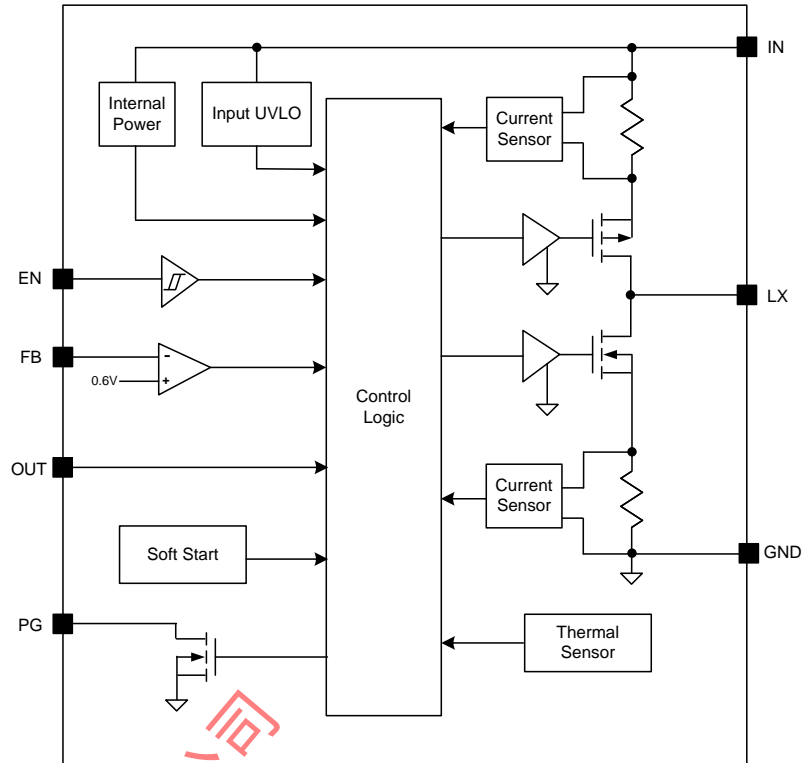 IN
Internal
Power
Input UVLO
Current
Sensor
EN
LX
FB
-
+
0.6V
Control
Logic
OUT
Current
Sensor
Soft Start
GND
PG
Thermal
Sensor
司